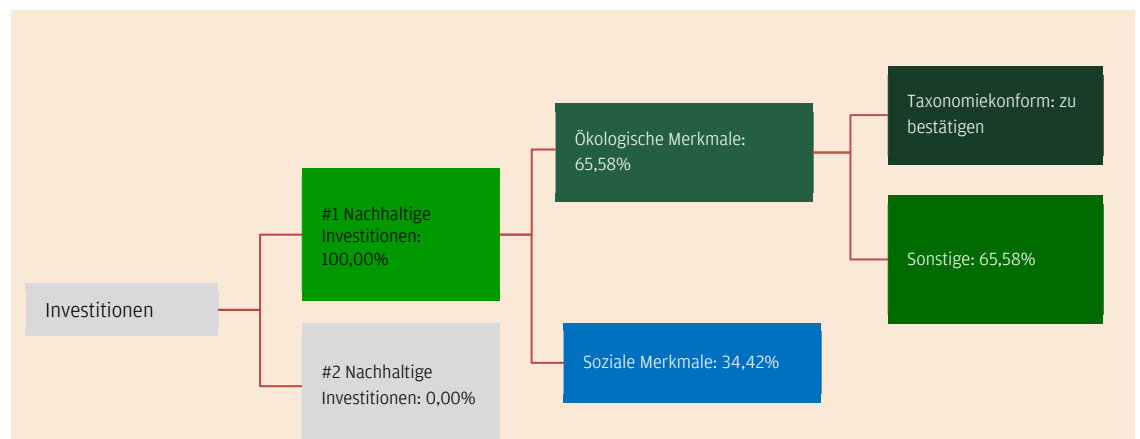 Investitionen
#1 Nachhaltige
Investitionen:
100,00%
#2 Nachhaltige
Investitionen: 0,00%
Ökologische Merkmale:
65,58%
Soziale Merkmale: 34,42%
Taxonomiekonform: zu
bestätigen
Sonstige: 65,58%